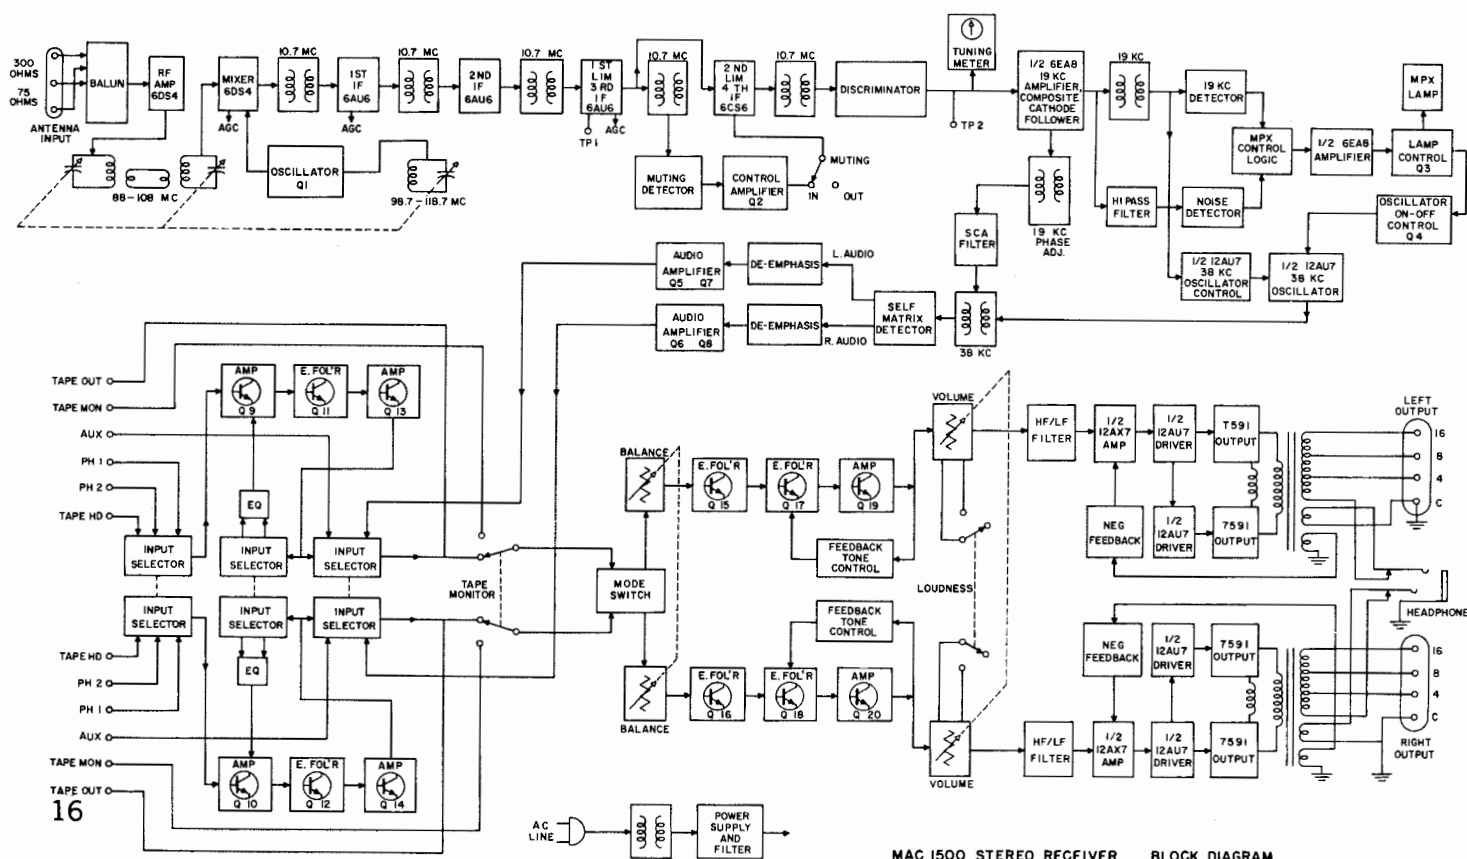 300
OHMS
75
OHMS
ANTENNA
INPUT
BALUN
RF
AMP
6DS4
MIXER
6DS4
AGC
10.7 MC
1ST
IF
6AU6
AGC
10.7 MC
2ND
IF
6AU6
10.7 MC
1ST
LIM
3RD
IF
6AU6
TP 1
AGC
10.7 MC
2ND
LIM
4 TH
IF
6CS6
10.7 MC
DISCRIMINATOR
TUNING
METER
TP 2
1/2 6EA8
19 KC
AMPLIFIER,
COMPOSITE
CATHODE
FOLLOWER
19 KC
19 KC
DETECTOR
MPX
LAMP
MPX
CONTROL
LOGIC
1/2 6EA8
AMPLIFIER
LAMP
CONTROL
Q3
88-108 MC
OSCILLATOR
Q1
98.7-118.7 MC
MUTING
DETECTOR
CONTROL
AMPLIFIER
Q2
MUTING
IN
OUT
19 KC
PHASE
ADJ.
SCA
FILTER
HI PASS
FILTER
NOISE
DETECTOR
OSCILLATOR
ON-OFF
CONTROL
Q4
1/2 12AU7
38 KC
OSCILLATOR
CONTROL
1/2 12AU7
38 KC
OSCILLATOR
AUDIO
AMPLIFIER
Q5 Q7
DE-EMPHASIS
L. AUDIO
AUDIO
AMPLIFIER
Q6 Q8
DE-EMPHASIS
R. AUDIO
SELF
MATRIX
DETECTOR
38 KC
TAPE OUT
TAPE MON
AUX
PH 1
PH 2
TAPE HD
AMP
Q 9
E. FOL'R
Q 11
AMP
Q 13
EQ
INPUT
SELECTOR
INPUT
SELECTOR
INPUT
SELECTOR
INPUT
SELECTOR
INPUT
SELECTOR
INPUT
SELECTOR
EQ
TAPE HD
PH 2
PH 1
AUX
TAPE MON
TAPE OUT
AMP
Q 10
E. FOL'R
Q 12
AMP
Q 14
TAPE
MONITOR
MODE
SWITCH
BALANCE
E. FOL'R
Q 15
E. FOL'R
Q 17
AMP
Q 19
FEEDBACK
TONE
CONTROL
VOLUME
LOUDNESS
FEEDBACK
TONE
CONTROL
BALANCE
E. FOL'R
Q 16
E. FOL'R
Q 18
AMP
Q 20
VOLUME
HF/LF
FILTER
1/2
12AX7
AMP
1/2
12AU7
DRIVER
7591
OUTPUT
NEG
FEEDBACK
1/2
12AU7
DRIVER
7591
OUTPUT
LEFT
OUTPUT
16
8
4
C
HEADPHONE
NEG
FEEDBACK
1/2
12AU7
DRIVER
7591
OUTPUT
HF/LF
FILTER
1/2
12AX7
AMP
1/2
12AU7
DRIVER
7591
OUTPUT
16
8
4
C
RIGHT
OUTPUT
AC
LINE
POWER
SUPPLY
AND
FILTER
16
MAC 1500 STEREO RECEIVER BLOCK DIAGRAM